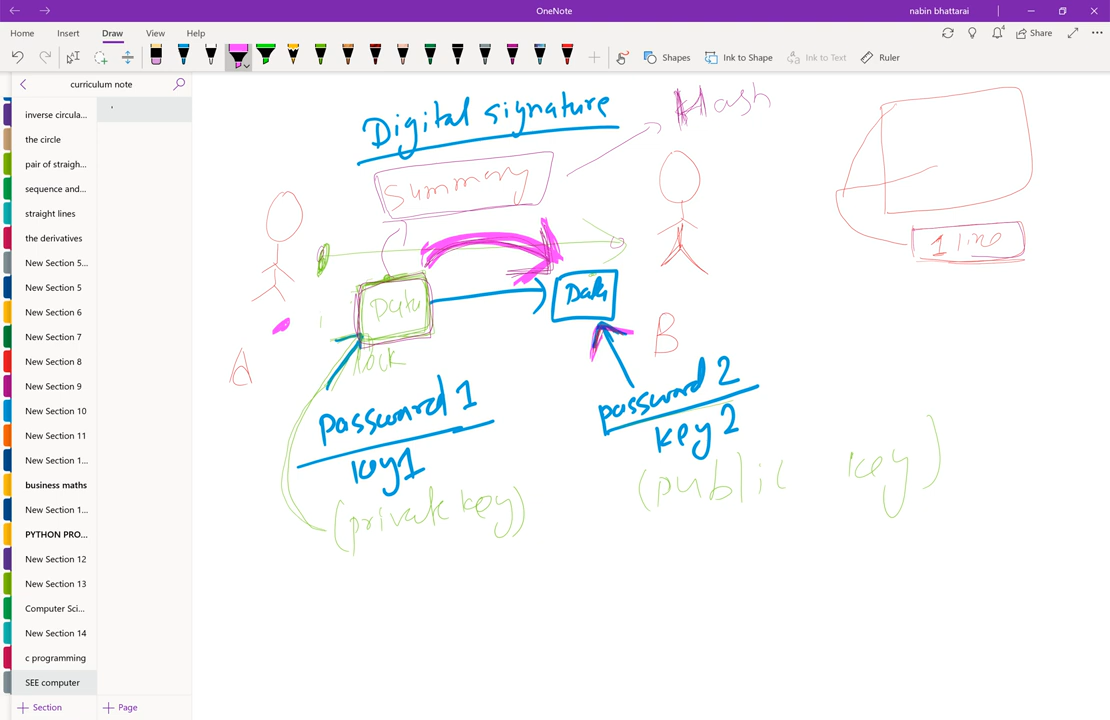 OneNote
nabin bhattarai
Home Insert Draw View Help
Share
Shapes
Ink to Shape
Ink to Text
Ruler
curriculum note
inverse circula...
the circle
pair of straigh...
sequence and...
straight lines
the derivatives
New Section 5...
New Section 5
New Section 6
New Section 7
New Section 8
New Section 9
New Section 10
New Section 11
New Section 1...
business maths
New Section 1...
PYTHON PRO...
New Section 12
New Section 13
Computer Sci...
New Section 14
c programming
SEE computer
Section
Page
Digital signature
Hash
Summary
1 line
Data
Data
lock
A
B
password 1
key1
(private key)
password 2
key 2
(public key)